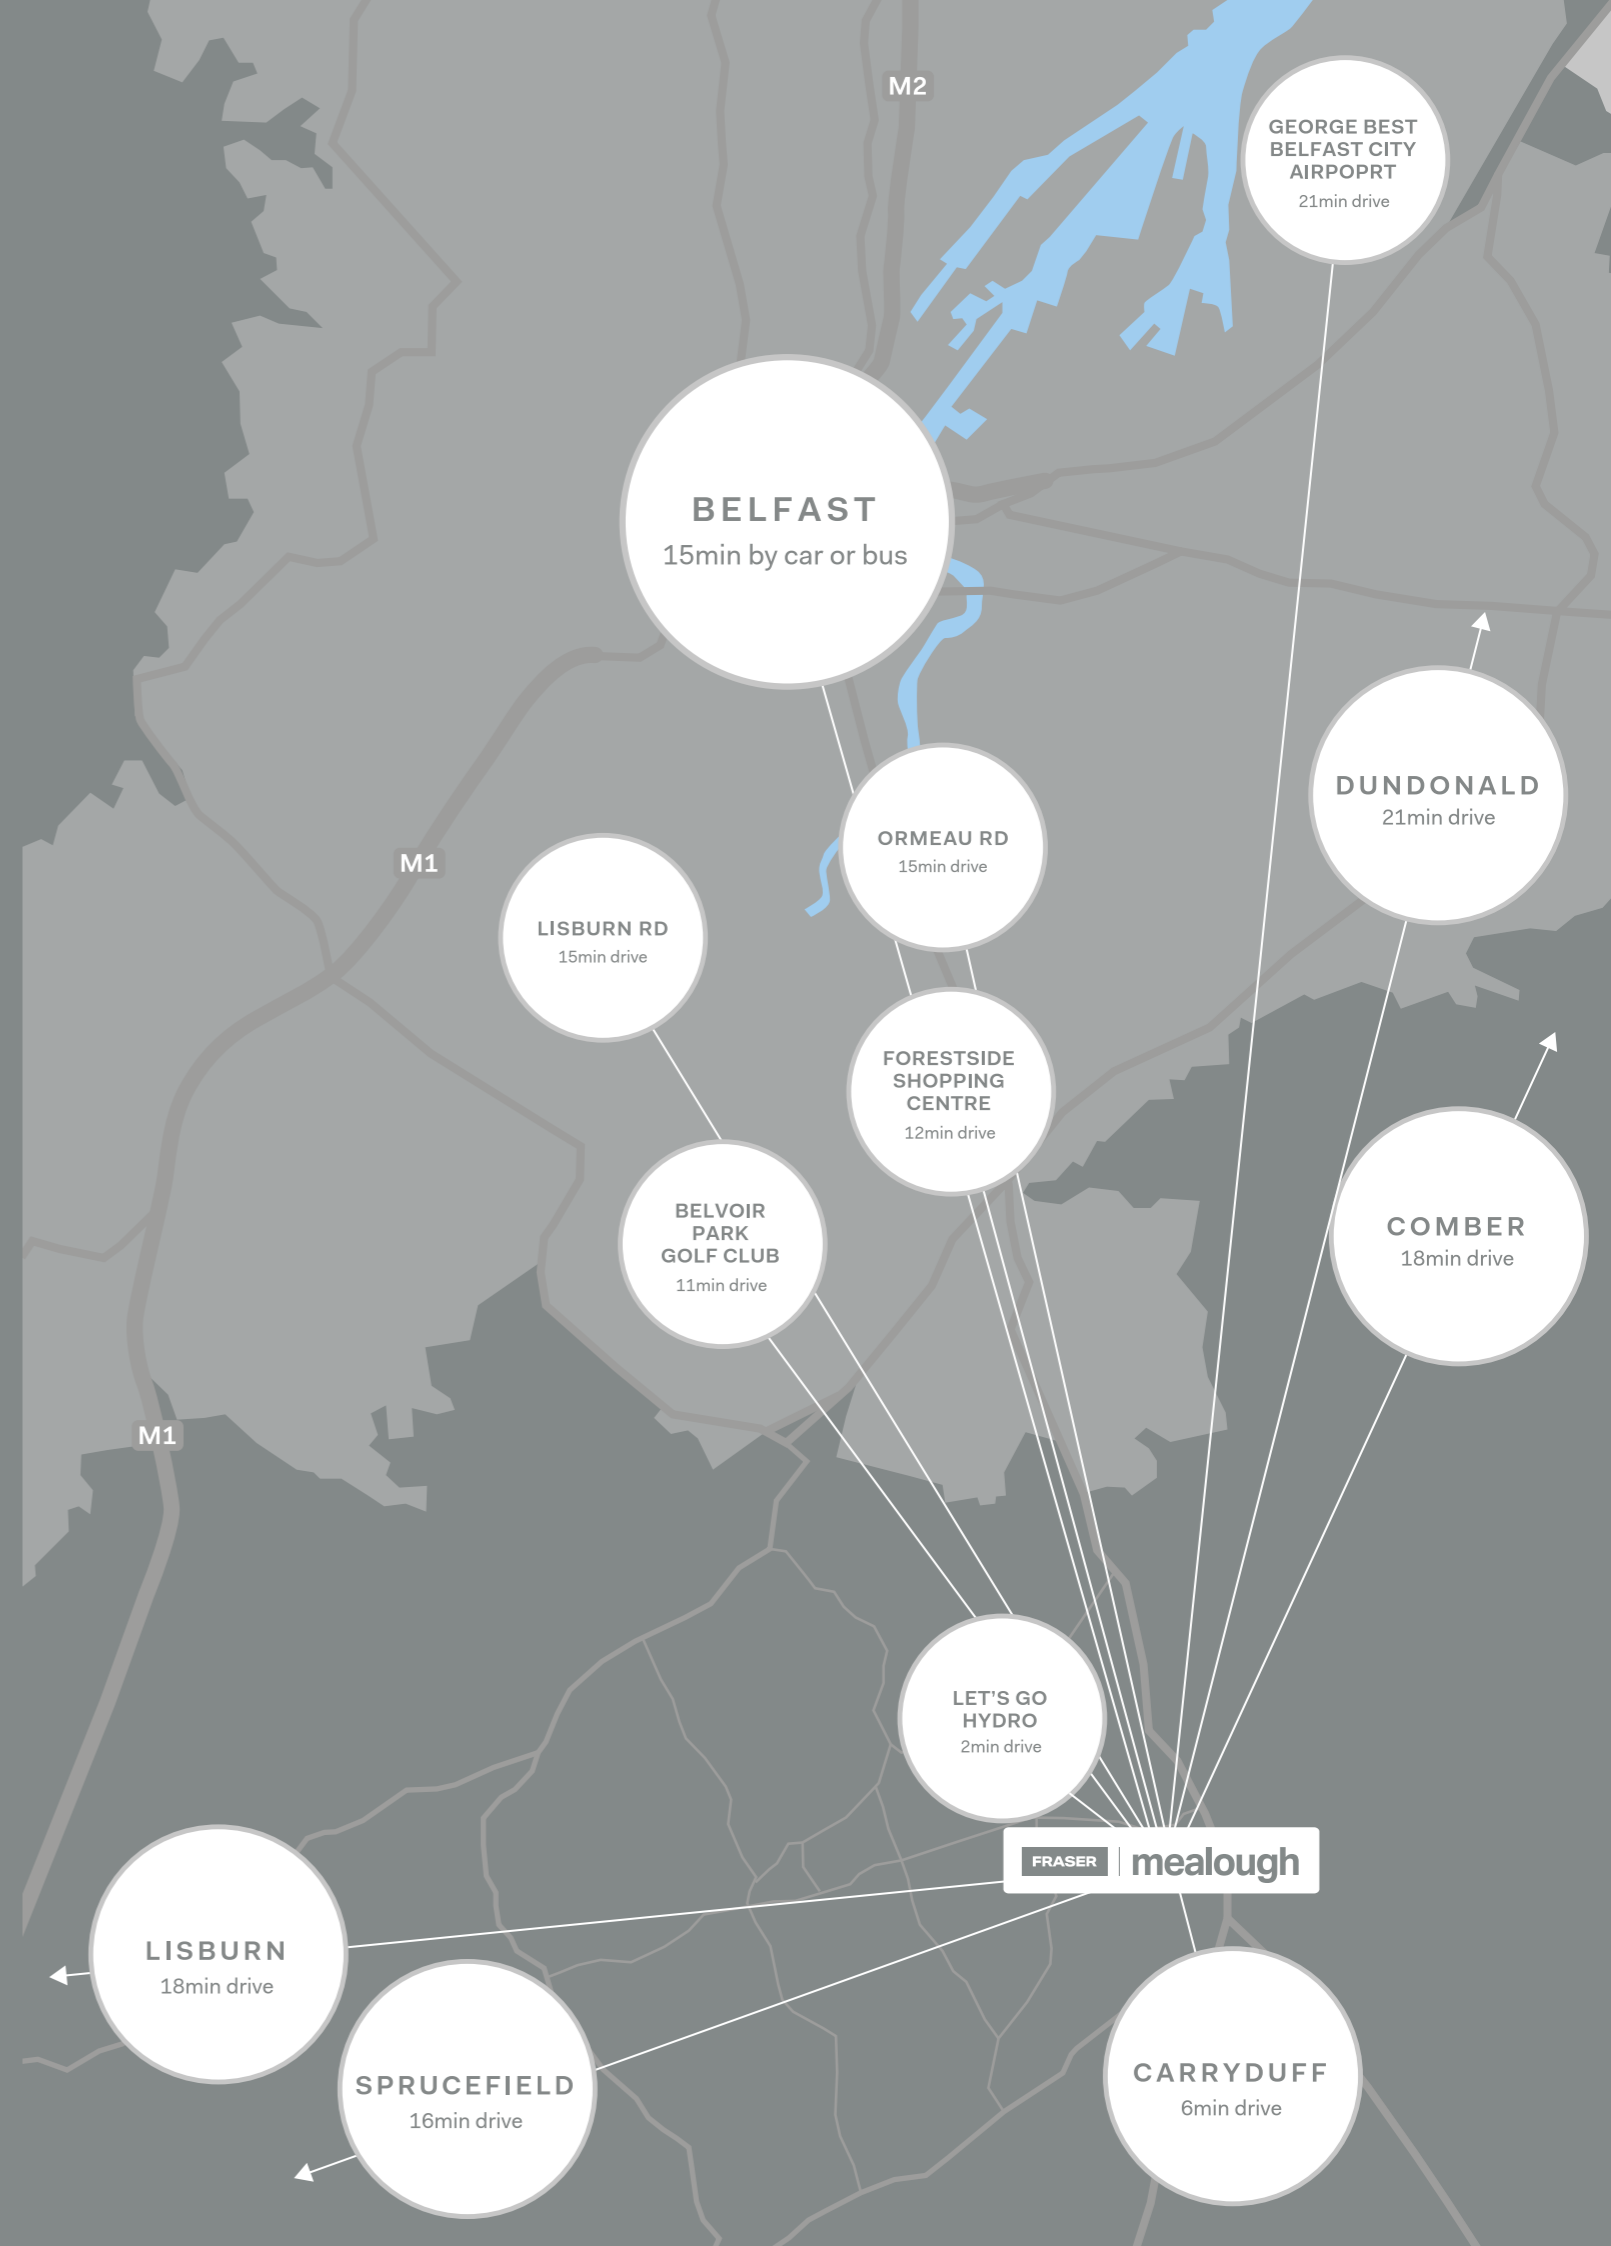 M2
GEORGE BEST
BELFAST CITY
AIRPOPRT
21min drive
BELFAST
15min by car or bus
DUNDONALD
21min drive
ORMEAU RD
15min drive
M1
LISBURN RD
15min drive
FORESTSIDE
SHOPPING
CENTRE
12min drive
BELVOIR
PARK
GOLF CLUB
11min drive
COMBER
18min drive
M1
LET'S GO
HYDRO
2min drive
FRASER | mealough
LISBURN
18min drive
SPRUCEFIELD
16min drive
CARRYDUFF
6min drive